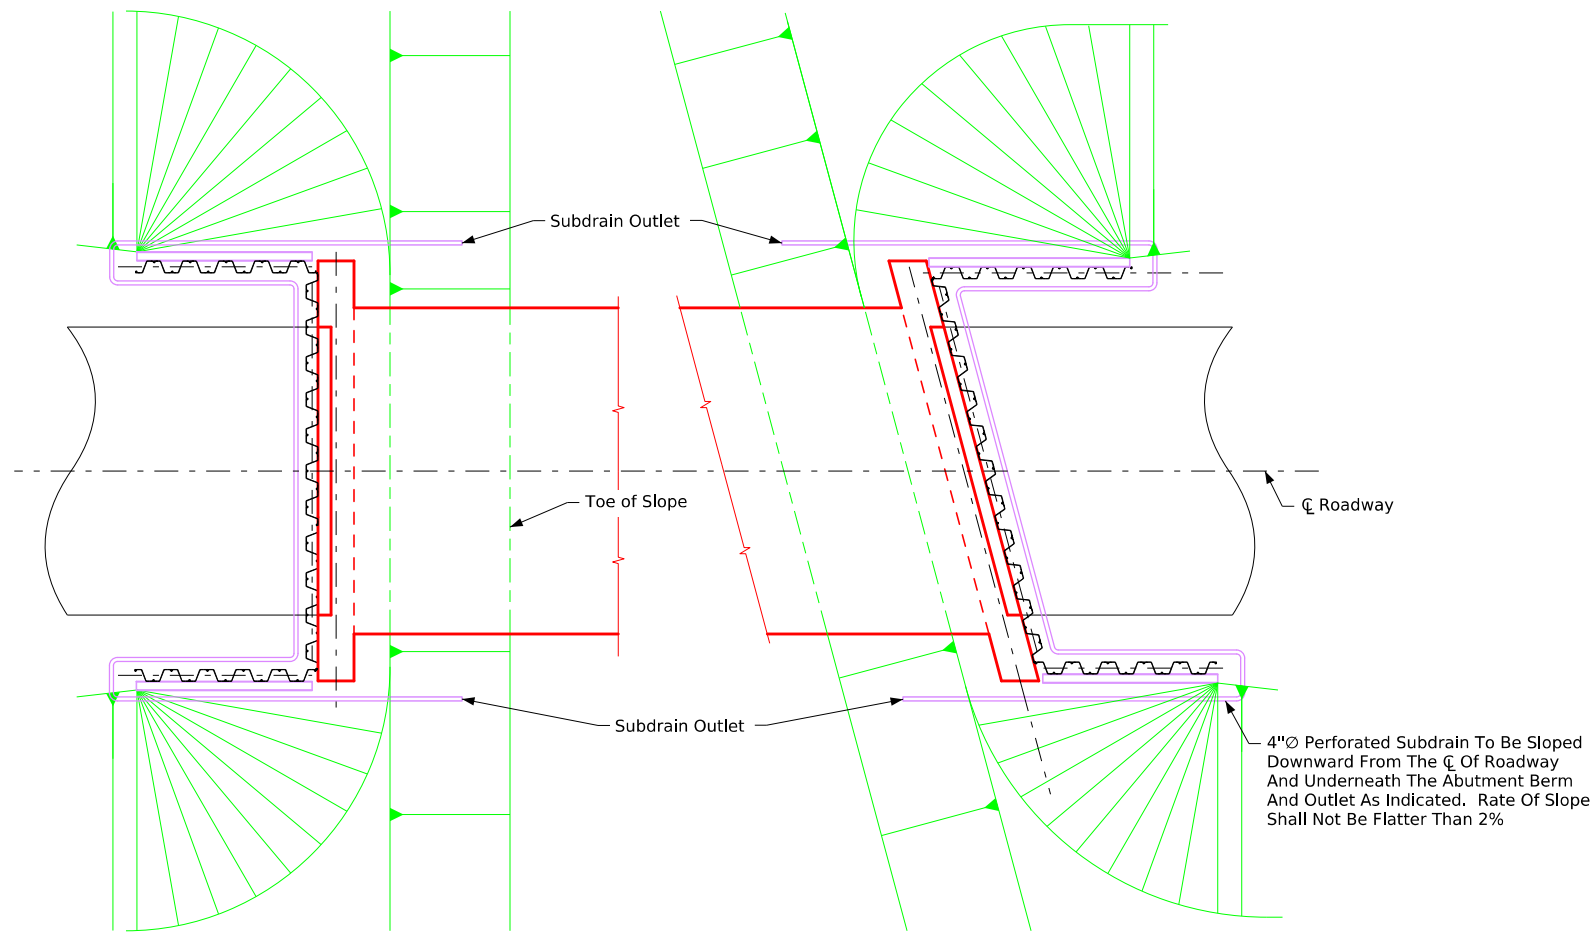 Subdrain Outlet
Toe of Slope
℄ Roadway
Subdrain Outlet
4"∅ Perforated Subdrain To Be Sloped
Downward From The ℄ Of Roadway
And Underneath The Abutment Berm
And Outlet As Indicated.  Rate Of Slope
Shall Not Be Flatter Than 2%